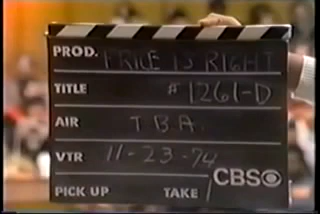 PROD. PRICE IS RIGHT
TITLE # 1261-D
AIR T B A.
VTR 11-23-74
CBS
PICK UP TAKE